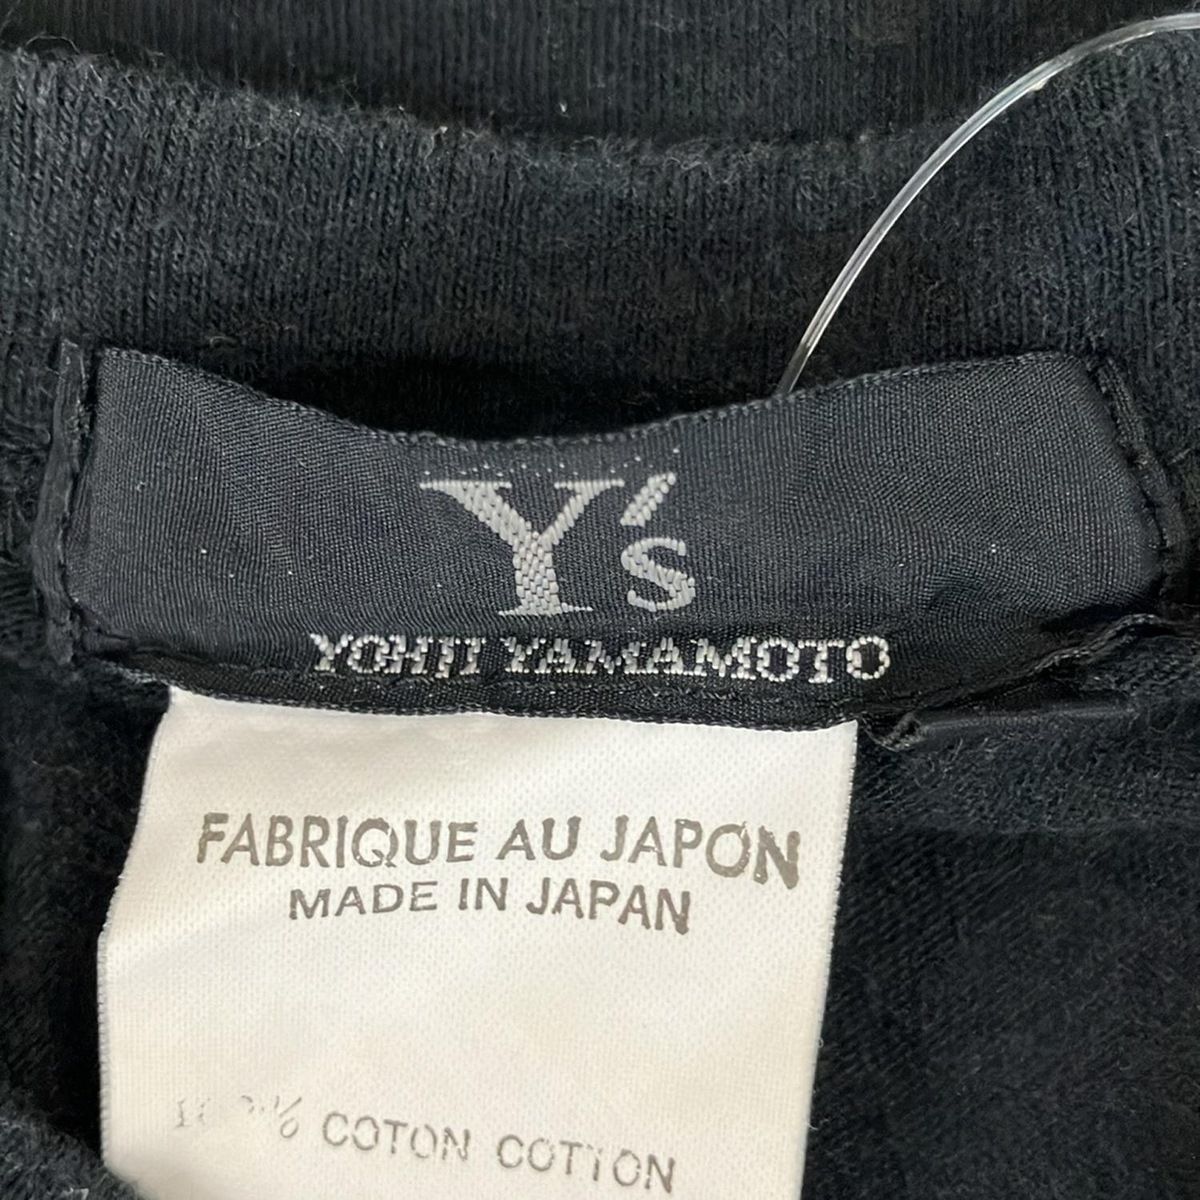 Y's
YOHJI YAMAMOTO
FABRIQUE AU JAPON
MADE IN JAPAN
COTON COTTON